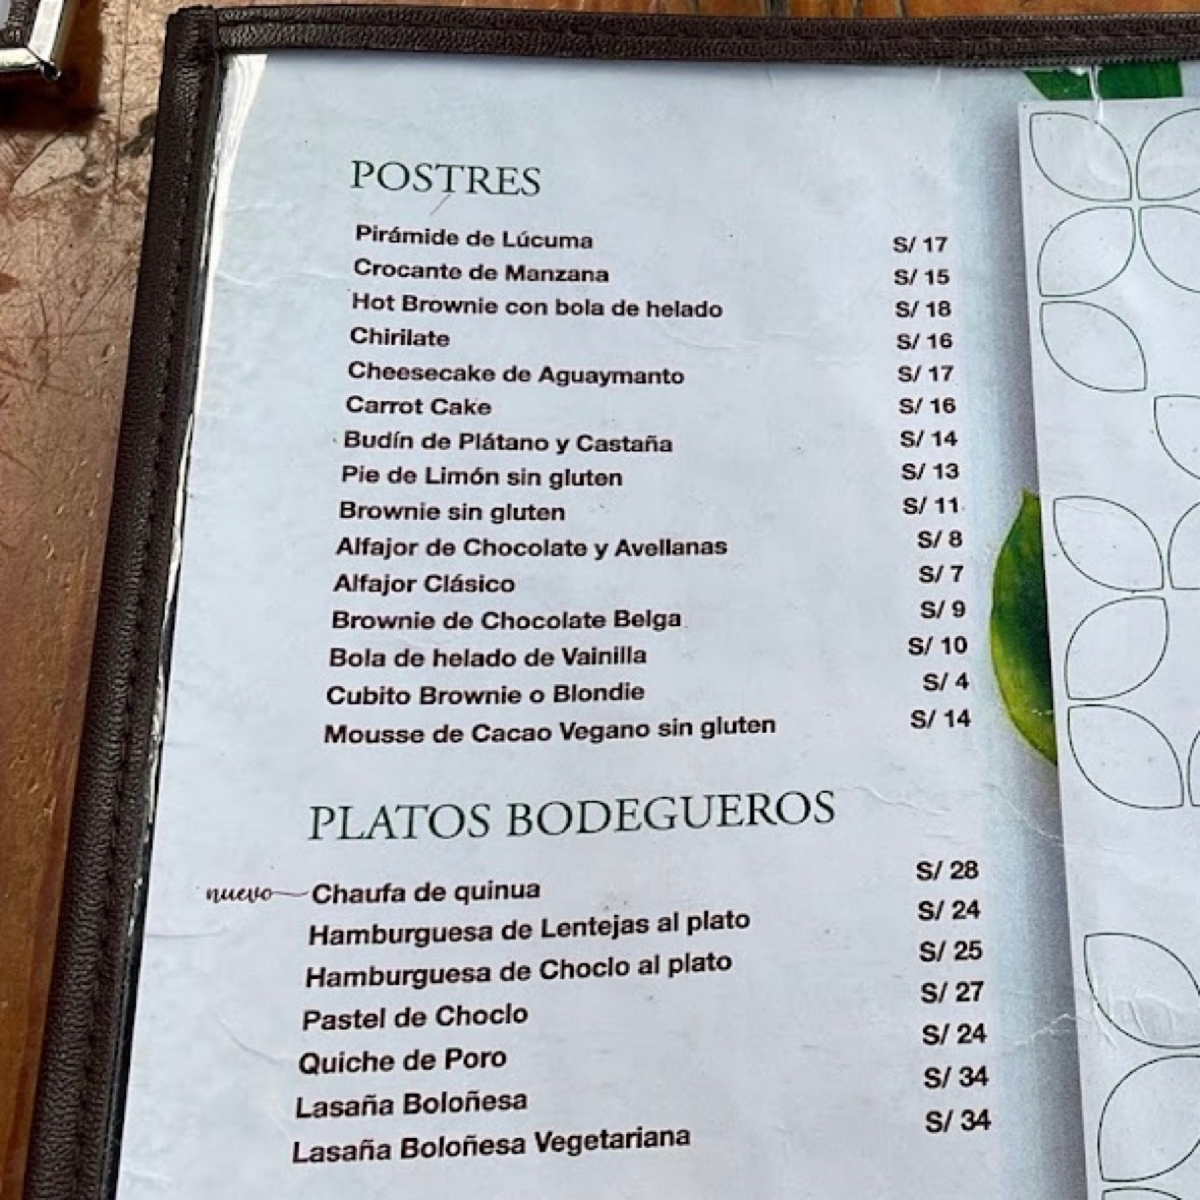 POSTRES
Pirámide de Lúcuma S/ 17
Crocante de Manzana S/ 15
Hot Brownie con bola de helado S/ 18
Chirilate S/ 16
Cheesecake de Aguaymanto S/ 17
Carrot Cake S/ 16
Budín de Plátano y Castaña S/ 14
Pie de Limón sin gluten S/ 13
Brownie sin gluten S/ 11
Alfajor de Chocolate y Avellanas S/ 8
Alfajor Clásico S/ 7
Brownie de Chocolate Belga S/ 9
Bola de helado de Vainilla S/ 10
Cubito Brownie o Blondie S/ 4
Mousse de Cacao Vegano sin gluten S/ 14
PLATOS BODEGUEROS
nuevo Chaufa de quinua S/ 28
Hamburguesa de Lentejas al plato S/ 24
Hamburguesa de Choclo al plato S/ 25
Pastel de Choclo S/ 27
Quiche de Poro S/ 24
Lasaña Boloñesa S/ 34
Lasaña Boloñesa Vegetariana S/ 34